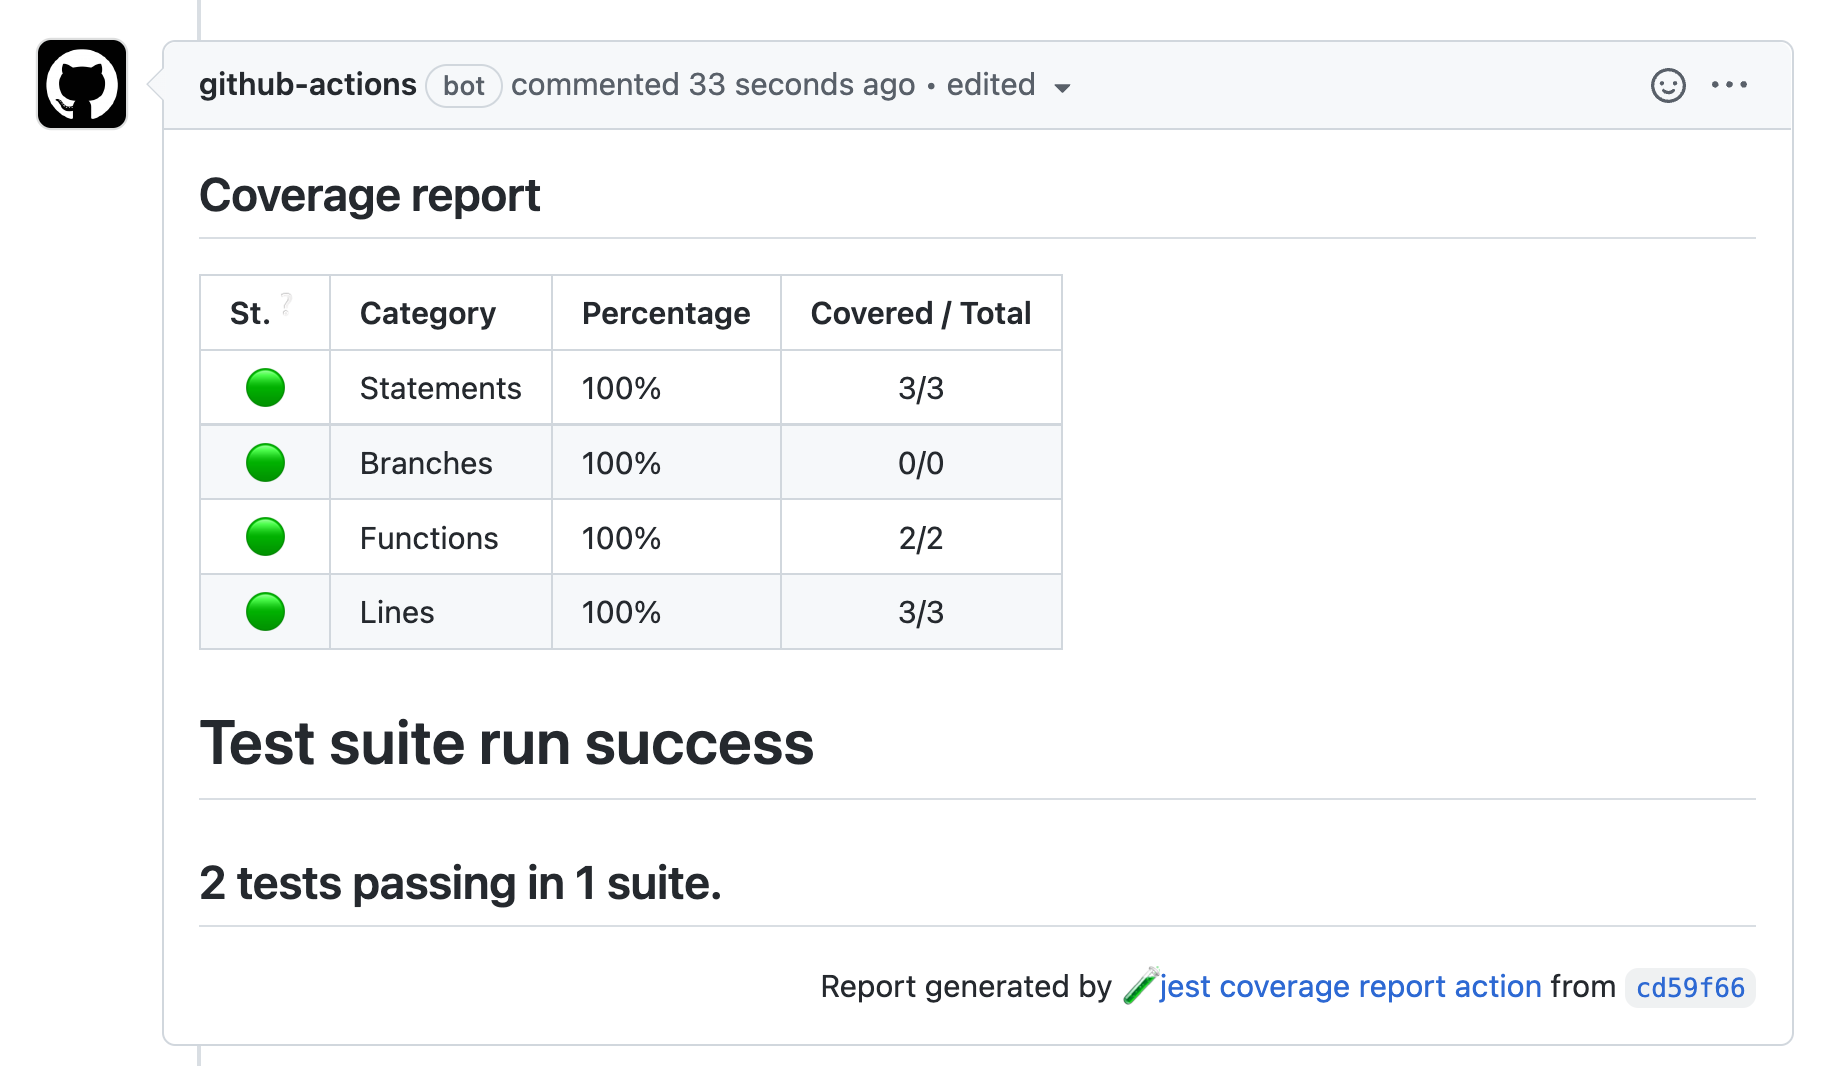 github-actions bot commented 33 seconds ago • edited
Coverage report
St. ❔ Category Percentage Covered / Total
🟢 Statements 100% 3/3
🟢 Branches 100% 0/0
🟢 Functions 100% 2/2
🟢 Lines 100% 3/3
Test suite run success
2 tests passing in 1 suite.
Report generated by 🧪jest coverage report action from cd59f66